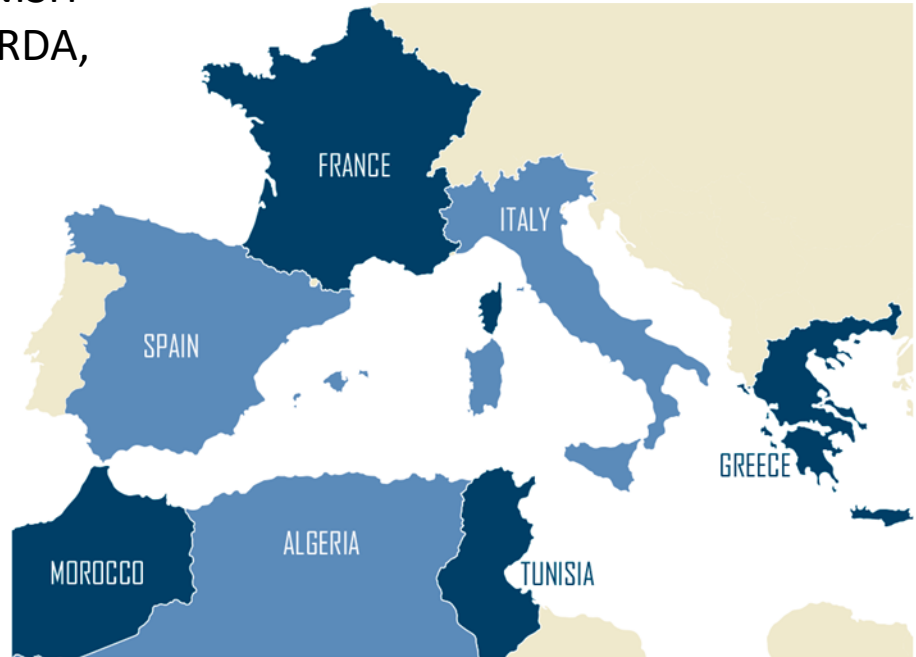 RDA,
FRANCE
ITALY
SPAIN
GREECE
ALGERIA
MOROCCO
TUNISIA